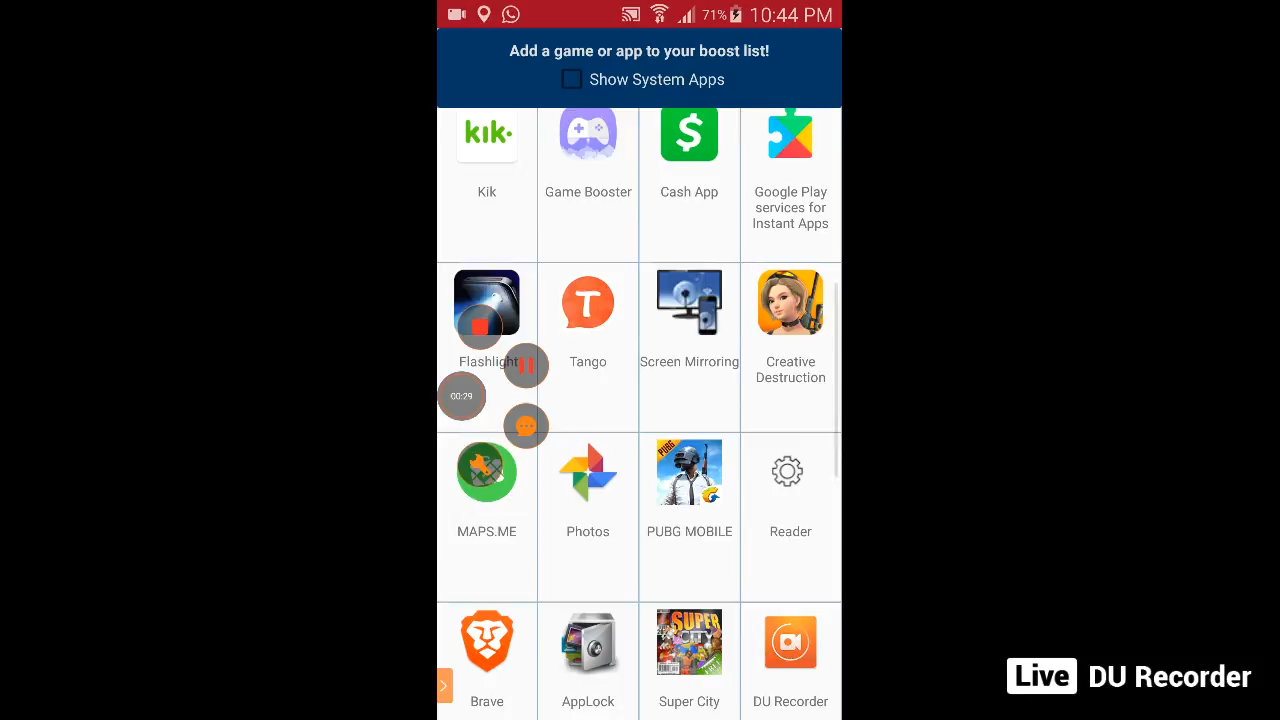 71% 10:44 PM
Add a game or app to your boost list!
Show System Apps
kik.
$
Kik
Game Booster
Cash App
Google Play
services for
Instant Apps
T
Flashlight
Tango
Screen Mirroring
Creative
Destruction
00:29
PUBG
MAPS.ME
Photos
PUBG MOBILE
Reader
SUPER
CITY
Brave
AppLock
Super City
DU Recorder
Live DU Recorder